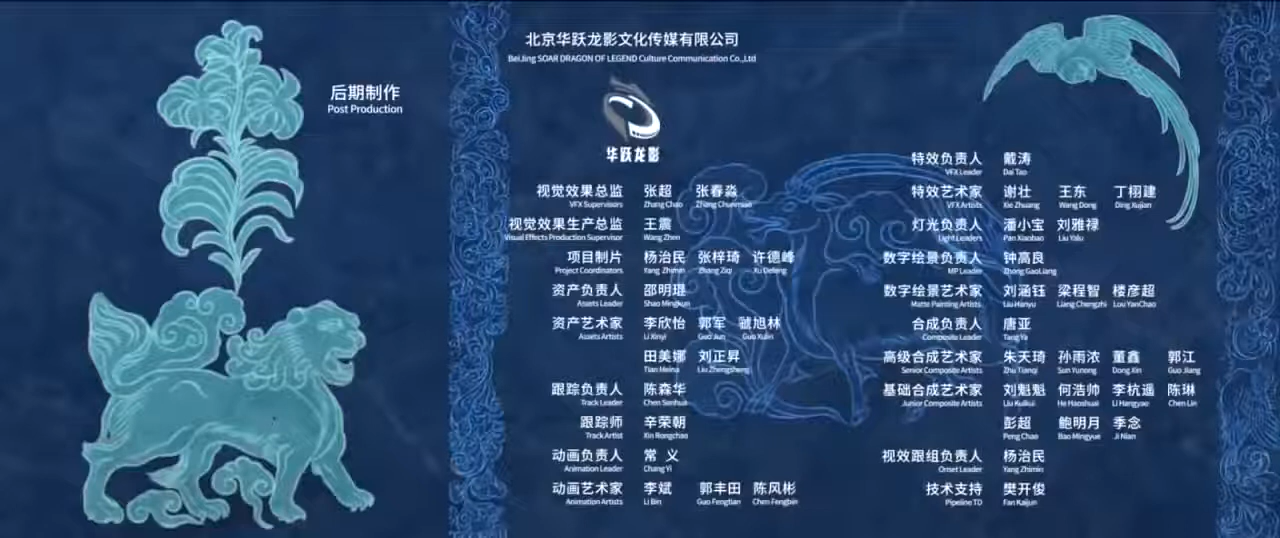 后期制作
Post Production
北京华跃龙影文化传媒有限公司
BeiJing SOAR DRAGON OF LEGEND Culture Communication Co.,Ltd
华跃龙影
视觉效果总监 张超 张春淼
VFX Supervisors Zhang Chao Zhang Chunmiao
视觉效果生产总监 王震
Visual Effects Production Supervisor Wang Zhen
项目制片 杨治民 张梓琦 许德峰
Project Coordinators Yang Zhimin Zhang Ziqi Xu Defeng
资产负责人 邵明琨
Assets Leader Shao Mingkun
资产艺术家 李欣怡 郭军 虢旭林
Assets Artists Li Xinyi Guo Jun Guo Xulin
田美娜 刘正昇
Tian Meina Liu Zhengsheng
跟踪负责人 陈森华
Track Leader Chen Senhua
跟踪师 辛荣朝
Track Artist Xin Rongchao
动画负责人 常 义
Animation Leader Chang Yi
动画艺术家 李斌 郭丰田 陈风彬
Animation Artists Li Bin Guo Fengtian Chen Fengbin
特效负责人 戴涛
VFX Leader Dai Tao
特效艺术家 谢壮 王东 丁栩建
VFX Artists Xie Zhuang Wang Dong Ding Xujian
灯光负责人 潘小宝 刘雅禄
Light Leaders Pan Xiaobao Liu Yalu
数字绘景负责人 钟高良
MP Leader Zhong GaoLiang
数字绘景艺术家 刘涵钰 梁程智 楼彦超
Matte Painting Artists Liu Hanyu Liang Chengzhi Lou YanChao
合成负责人 唐亚
Composite Leader Tang Ya
高级合成艺术家 朱天琦 孙雨浓 董鑫 郭江
Senior Composite Artists Zhu Tianqi Sun Yunong Dong Xin Guo Jiang
基础合成艺术家 刘魁魁 何浩帅 李杭遥 陈琳
Junior Composite Artists Liu Kuikui He Haoshuai Li Hangyao Chen Lin
彭超 鲍明月 季念
Peng Chao Bao Mingyue Ji Nian
视效跟组负责人 杨治民
Onset Leader Yang Zhimin
技术支持 樊开俊
Pipeline TD Fan Kaijun